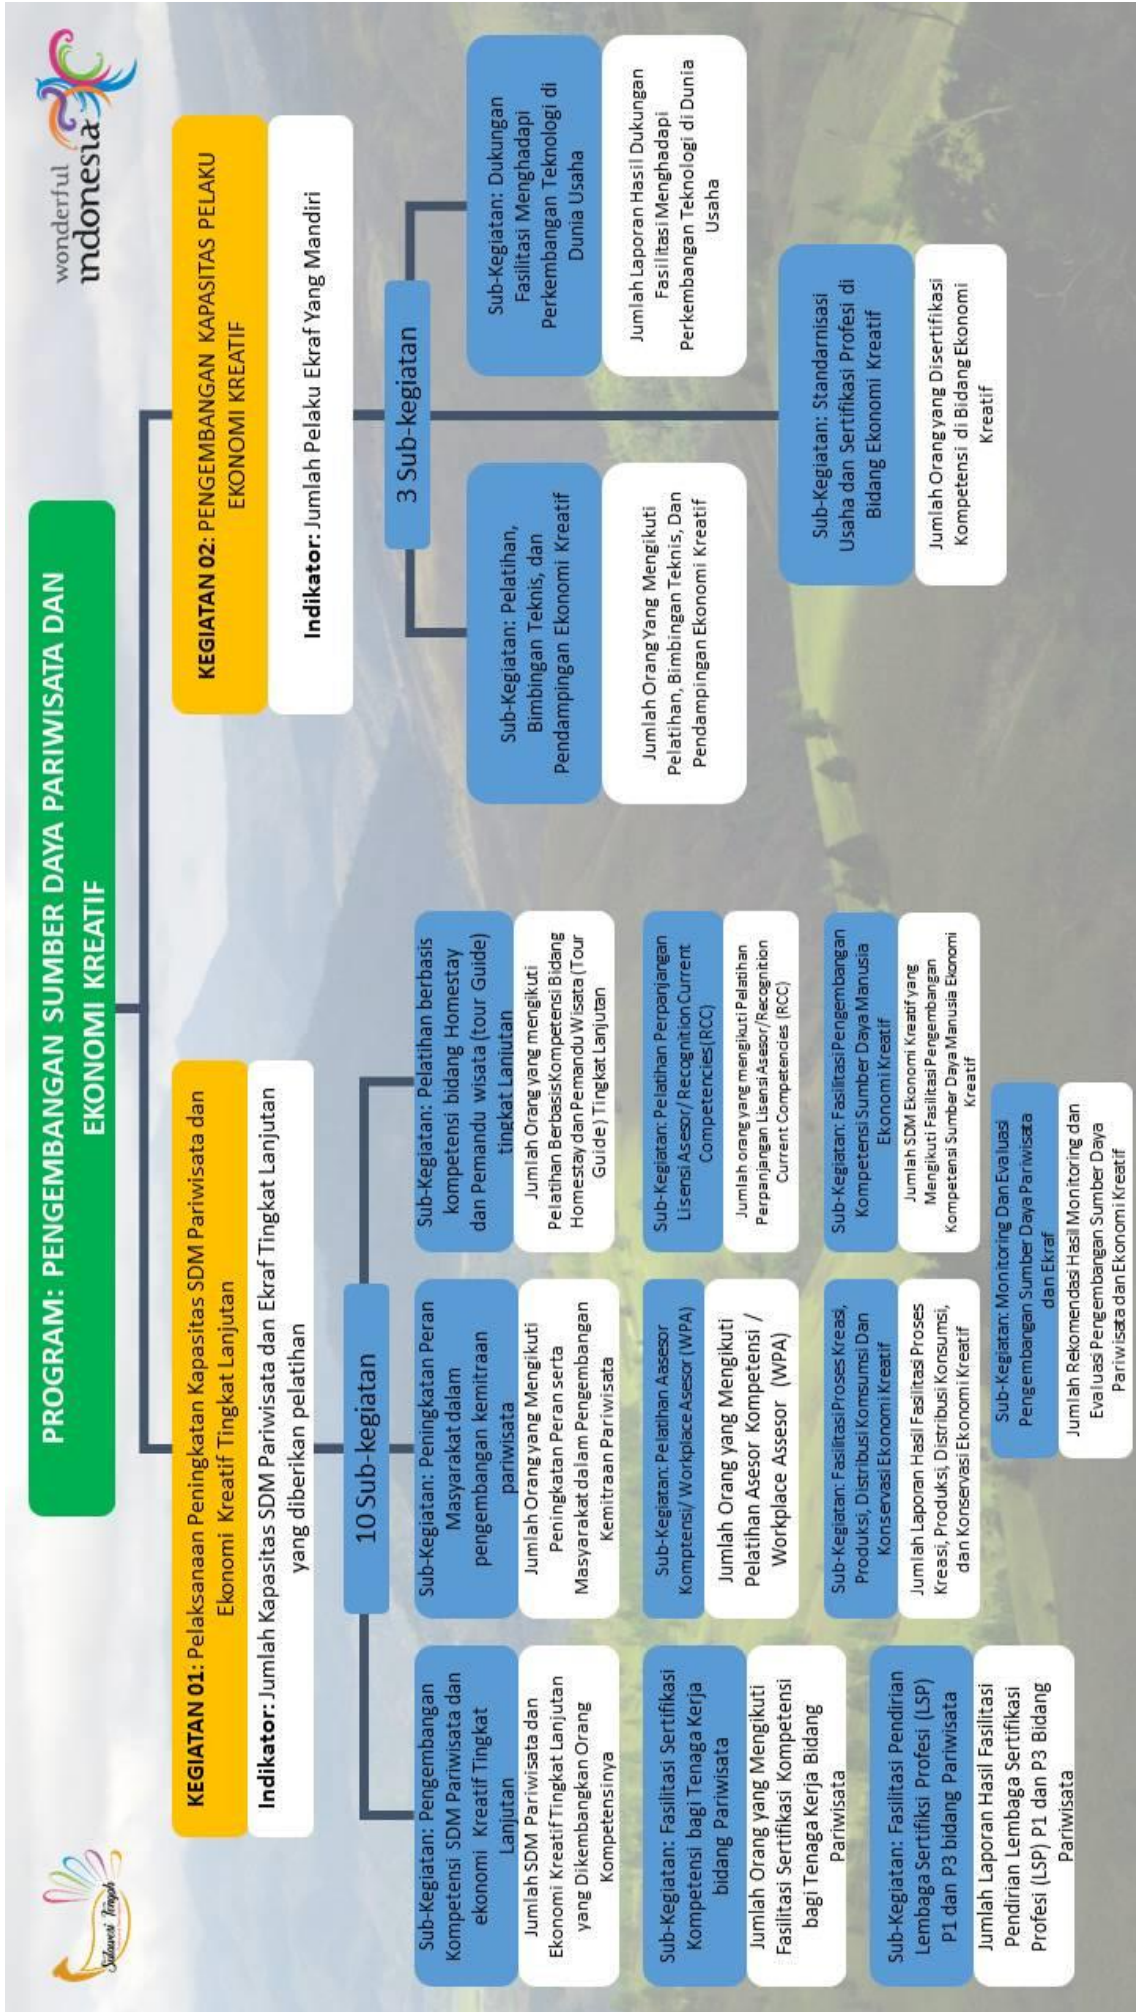 Sulawesi Tengah
wonderful
indonesia
PROGRAM: PENGEMBANGAN SUMBER DAYA PARIWISATA DAN
EKONOMI KREATIF
KEGIATAN 01: Pelaksanaan Peningkatan Kapasitas SDM Pariwisata dan
Ekonomi Kreatif Tingkat Lanjutan
Indikator: Jumlah Kapasitas SDM Pariwisata dan Ekraf Tingkat Lanjutan
yang diberikan pelatihan
10 Sub-kegiatan
Sub-Kegiatan: Pengembangan
Kompetensi SDM Pariwisata dan
ekonomi Kreatif Tingkat
Lanjutan
Jumlah SDM Pariwisata dan
Ekonomi Kreatif Tingkat Lanjutan
yang Dikembangkan Orang
Kompetensinya
Sub-Kegiatan: Peningkatan Peran
Masyarakat dalam
pengembangan kemitraan
pariwisata
Jumlah Orang yang Mengikuti
Peningkatan Peran serta
Masyarakat dalam Pengembangan
Kemitraan Pariwisata
Sub-Kegiatan: Pelatihan berbasis
kompetensi bidang Homestay
dan Pemandu wisata (tour Guide)
tingkat Lanjutan
Jumlah Orang yang mengikuti
Pelatihan Berbasis Kompetensi Bidang
Homestay dan Pemandu Wisata (Tour
Guide) Tingkat Lanjutan
Sub-Kegiatan: Fasilitasi Sertifikasi
Kompetensi bagi Tenaga Kerja
bidang Pariwisata
Jumlah Orang yang Mengikuti
Fasilitasi Sertifikasi Kompetensi
bagi Tenaga Kerja Bidang
Pariwisata
Sub-Kegiatan: Pelatihan Asesor
Komptensi/ Workplace Asesor (WPA)
Jumlah Orang yang Mengikuti
Pelatihan Asesor Kompetensi /
Workplace Assesor (WPA)
Sub-Kegiatan: Pelatihan Perpanjangan
Lisensi Asesor/ Recognition Current
Competencies(RCC)
Jumlah orang yang mengikuti Pelatihan
Perpanjangan Lisensi Asesor/Recognition
Current Competencies (RCC)
Sub-Kegiatan: Fasilitasi Pendirian
Lembaga Sertifiksi Profesi (LSP)
P1 dan P3 bidang Pariwisata
Jumlah Laporan Hasil Fasilitasi
Pendirian Lembaga Sertifikasi
Profesi (LSP) P1 dan P3 Bidang
Pariwisata
Sub-Kegiatan: Fasilitasi Proses Kreasi,
Produksi, Distribusi Komsumsi Dan
Konservasi Ekonomi Kreatif
Jumlah Laporan Hasil Fasilitasi Proses
Kreasi, Produksi, Distribusi Konsumsi,
dan Konservasi Ekonomi Kreatif
Sub-Kegiatan: Fasilitasi Pengembangan
Kompetensi Sumber Daya Manusia
Ekonomi Kreatif
Jumlah SDM Ekonomi Kreatif yang
Mengikuti Fasilitasi Pengembangan
Kompetensi Sumber Daya Manusia Ekonomi
Kreatif
Sub-Kegiatan: Monitoring Dan Evaluasi
Pengembangan Sumber Daya Pariwisata
dan Ekraf
Jumlah Rekomendasi Hasil Monitoring dan
Evaluasi Pengembangan Sumber Daya
Pariwisata dan Ekonomi Kreatif
KEGIATAN 02: PENGEMBANGAN KAPASITAS PELAKU
EKONOMI KREATIF
Indikator: Jumlah Pelaku Ekraf Yang Mandiri
3 Sub-kegiatan
Sub-Kegiatan: Pelatihan,
Bimbingan Teknis, dan
Pendampingan Ekonomi Kreatif
Jumlah Orang Yang Mengikuti
Pelatihan, Bimbingan Teknis, Dan
Pendampingan Ekonomi Kreatif
Sub-Kegiatan: Dukungan
Fasilitasi Menghadapi
Perkembangan Teknologi di
Dunia Usaha
Jumlah Laporan Hasil Dukungan
Fasilitasi Menghadapi
Perkembangan Teknologi di Dunia
Usaha
Sub-Kegiatan: Standarnisasi
Usaha dan Sertifikasi Profesi di
Bidang Ekonomi Kreatif
Jumlah Orang yang Disertifikasi
Kompetensi di Bidang Ekonomi
Kreatif